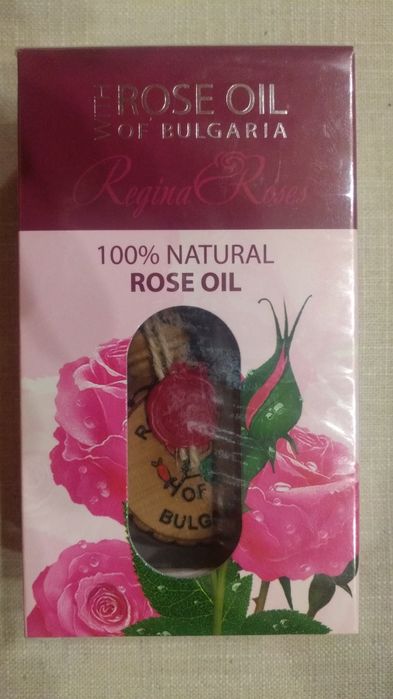 WITH ROSE OIL
OF BULGARIA
Regina Roses
100% NATURAL
ROSE OIL
OF
BULG